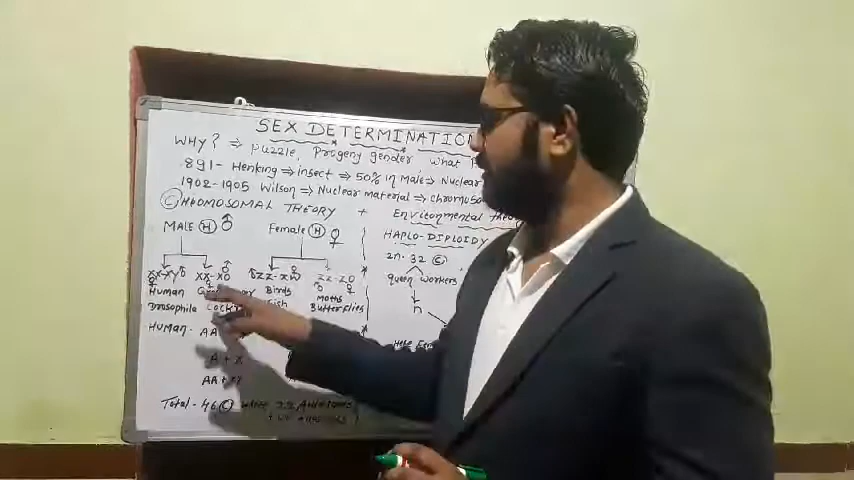 SEX DETERMINATION
WHY? ⇒ Puzzle, Progeny gender. What
891- Henking ⇒ insect ⇒ 50% in Male ⇒ Nuclear
1902-1905 Wilson ⇒ Nuclear material ⇒ chromoso
CHROMOSOMAL THEORY + Environmental theo
MALE (H) ♂ Female (H) ♀ HAPLO-DIPLOIDY
2n. 32 (C)
XX-XY XX-XO ZZ-ZW ZZ-ZO queen workers
Human Birds Moths n
Drosophila Cock Fish Butterflies
Human- AA
A + X
AA+
Total- 46 (C)